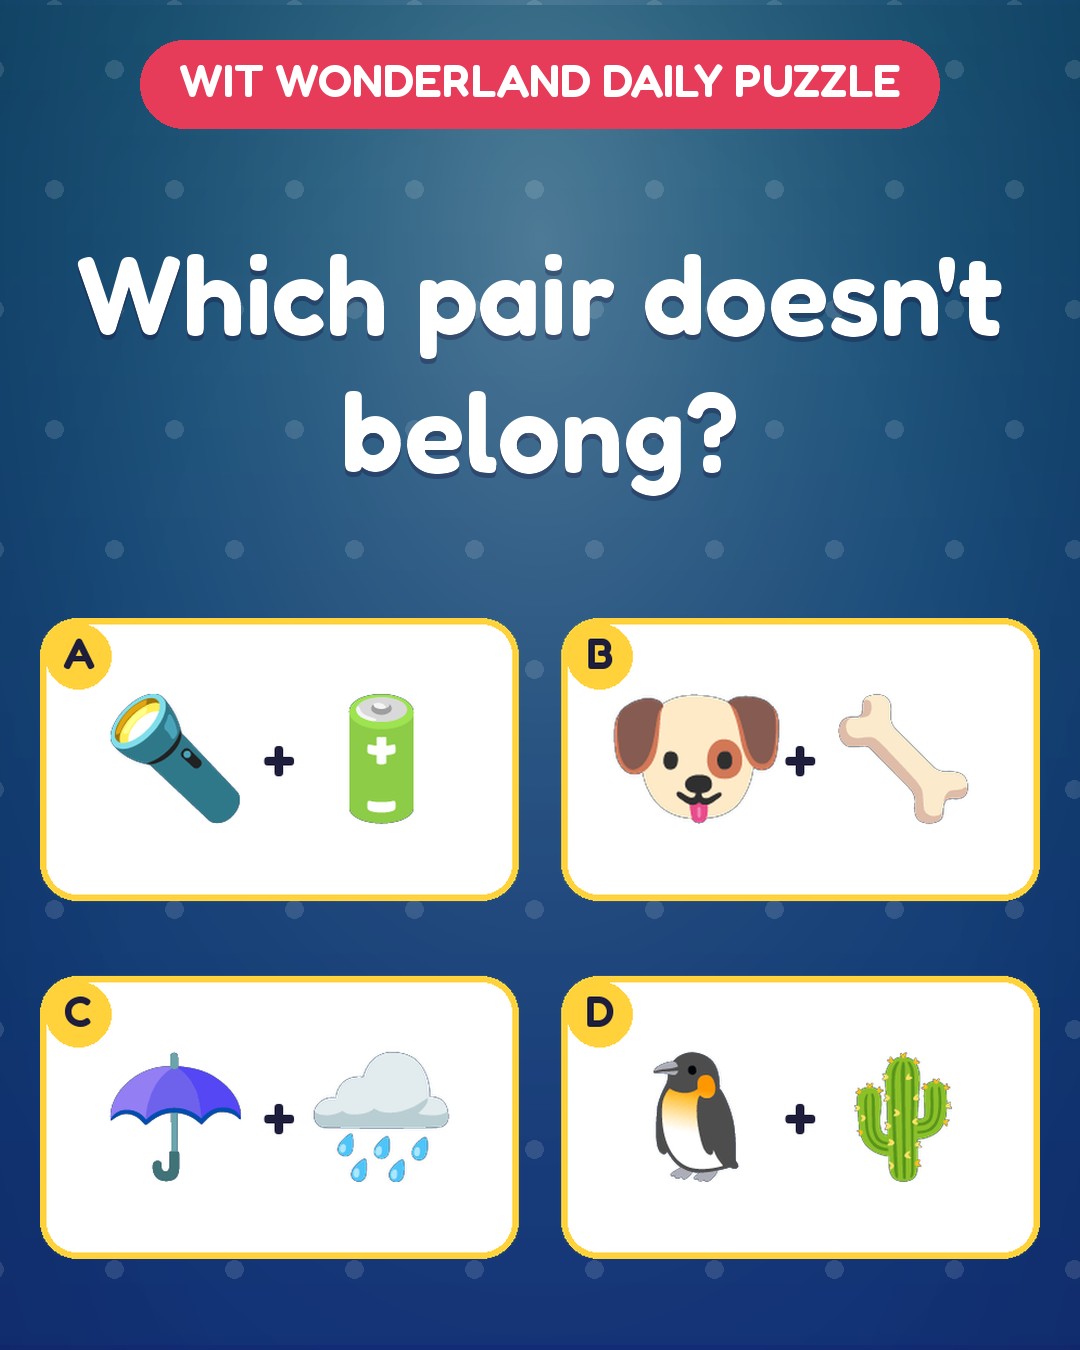 WIT WONDERLAND DAILY PUZZLE
Which pair doesn't
belong?
A
B
+
+
+
C
D
+
+